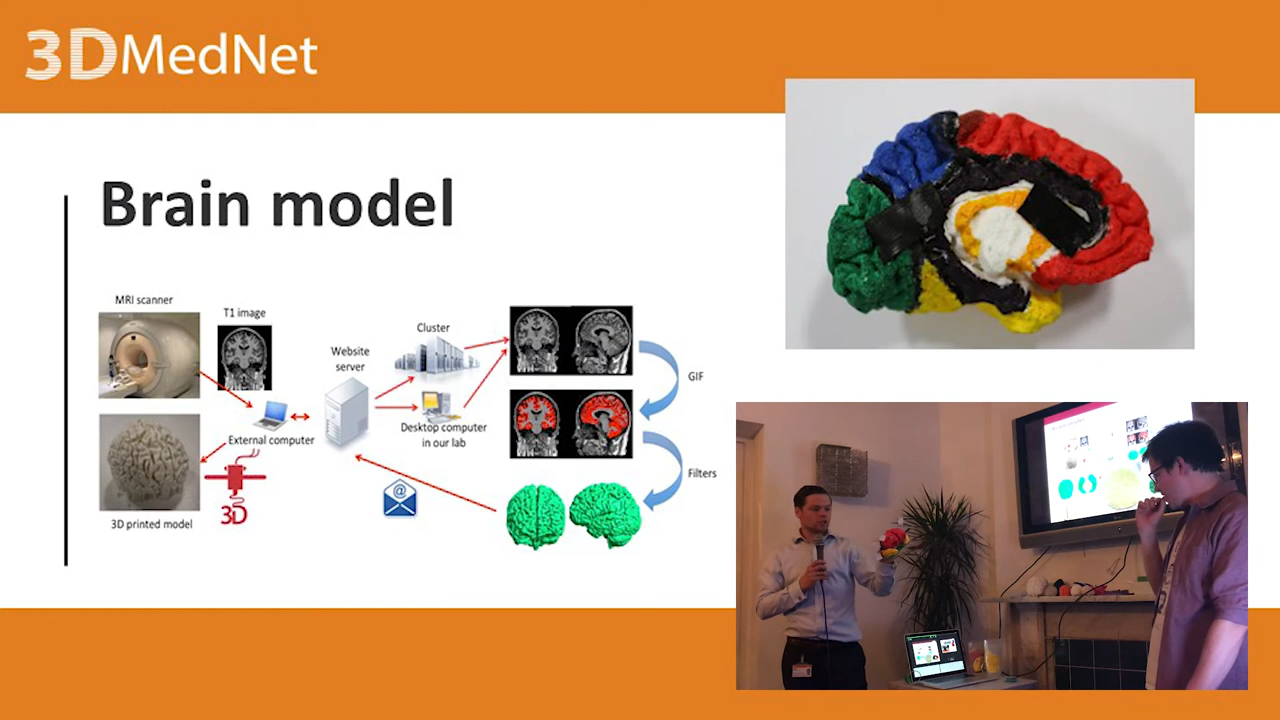 3DMedNet
Brain model
MRI scanner
T1 image
Website
server
Cluster
GIF
External computer
Desktop computer
in our lab
Filters
@
3D
3D printed model